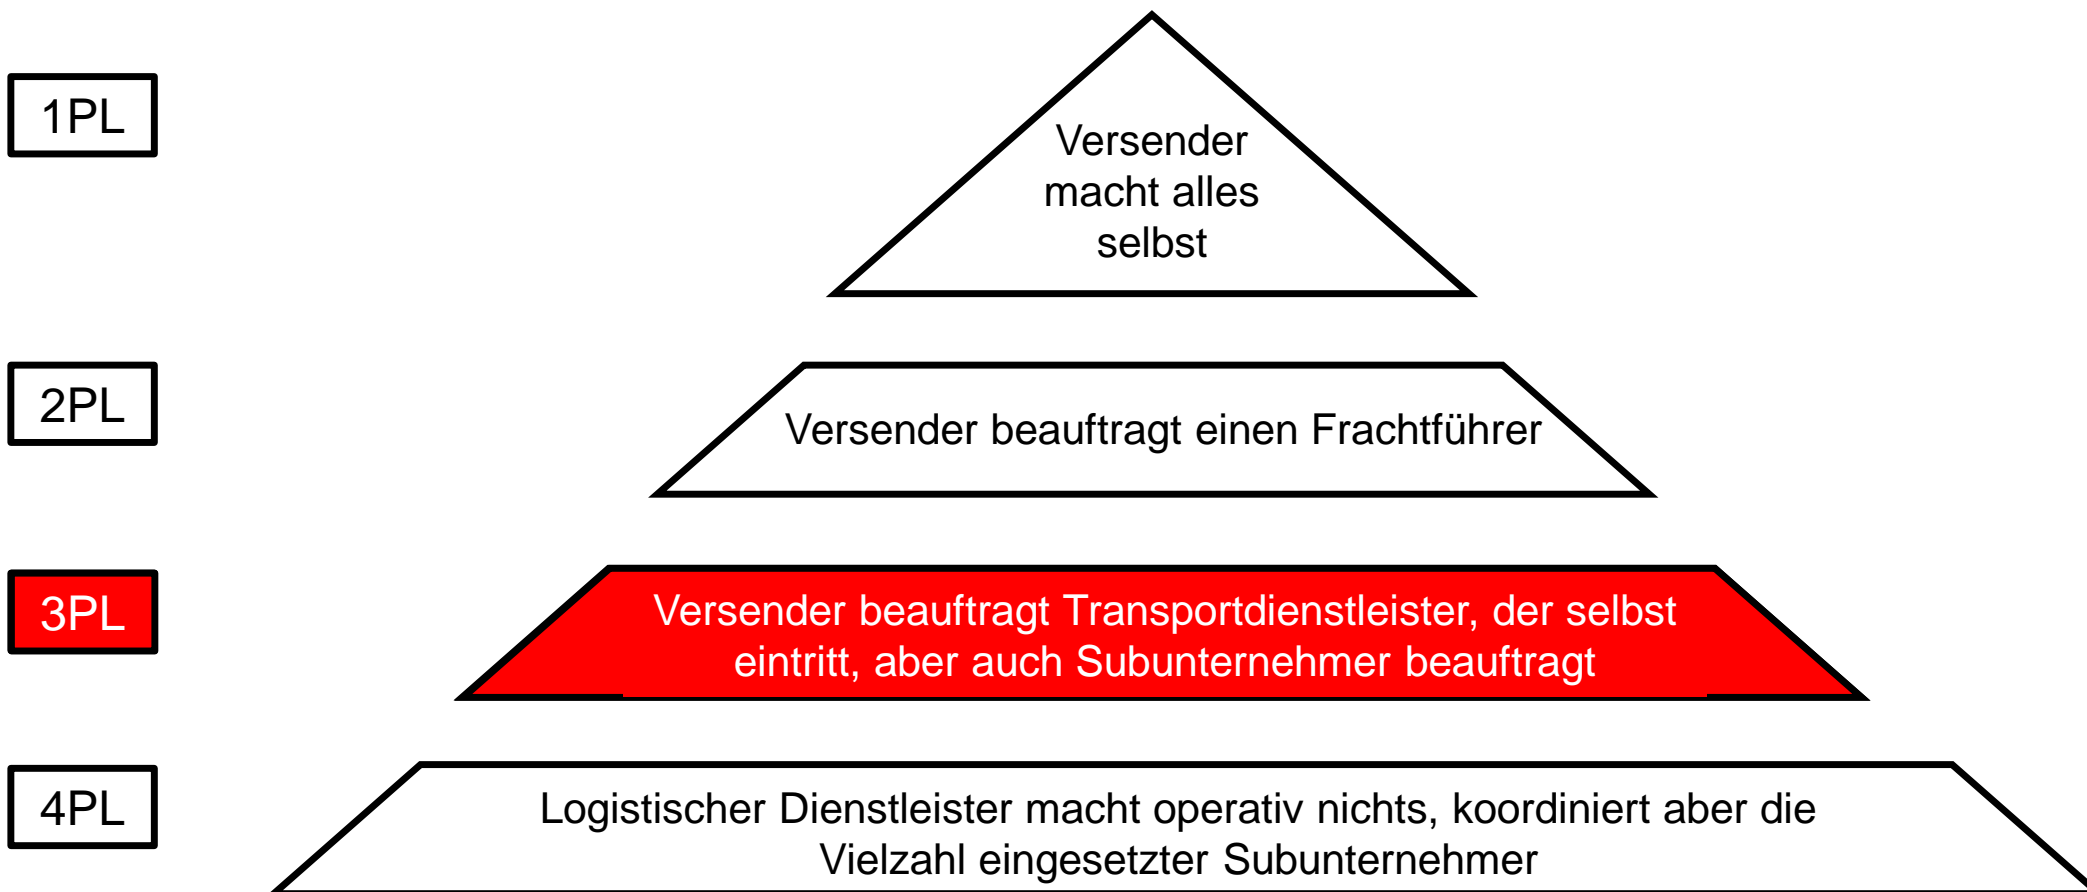 1PL
Versender
macht alles
selbst
2PL
Versender beauftragt einen Frachtführer
3PL
Versender beauftragt Transportdienstleister, der selbst
eintritt, aber auch Subunternehmer beauftragt
4PL
Logistischer Dienstleister macht operativ nichts, koordiniert aber die
Vielzahl eingesetzter Subunternehmer